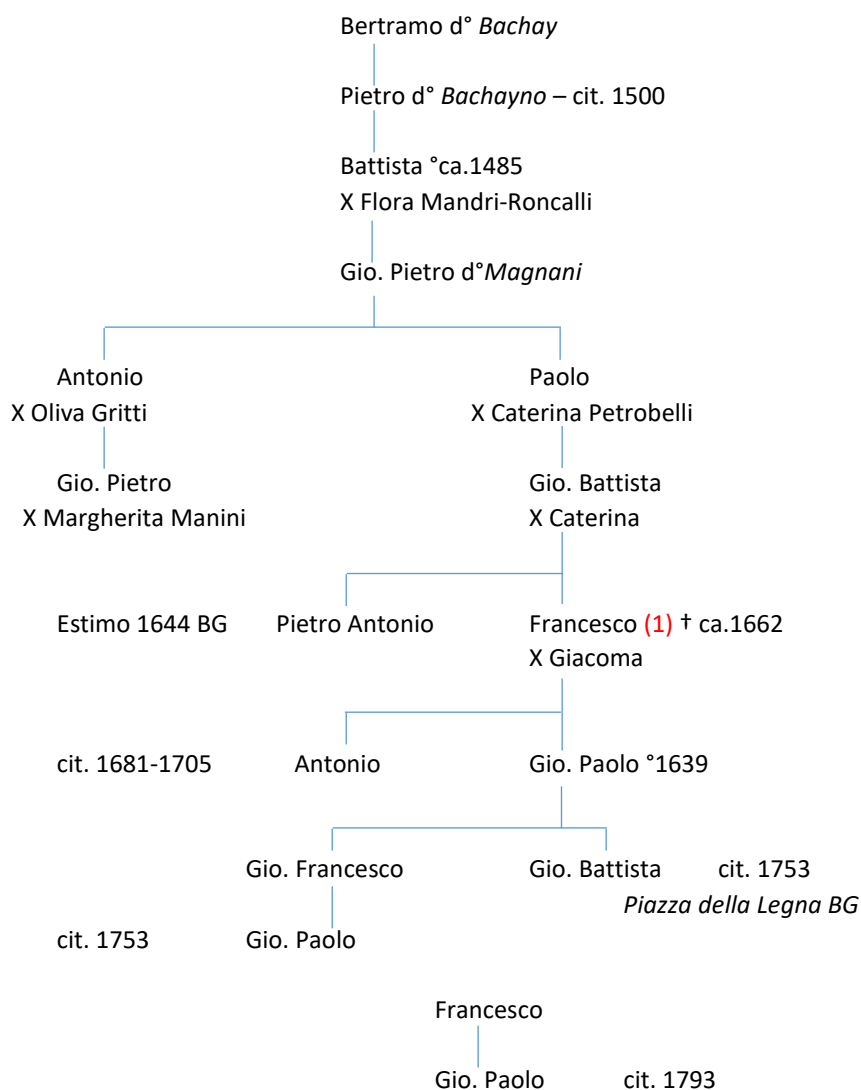 Bertramo d° Bachay
Pietro d° Bachayno – cit. 1500
Battista °ca.1485
X Flora Mandri-Roncalli
Gio. Pietro d°Magnani
Antonio Paolo
X Oliva Gritti X Caterina Petrobelli
Gio. Pietro Gio. Battista
X Margherita Manini X Caterina
Estimo 1644 BG Pietro Antonio Francesco (1) † ca.1662
X Giacoma
cit. 1681-1705 Antonio Gio. Paolo °1639
Gio. Francesco Gio. Battista cit. 1753
Piazza della Legna BG
cit. 1753 Gio. Paolo
Francesco
Gio. Paolo cit. 1793